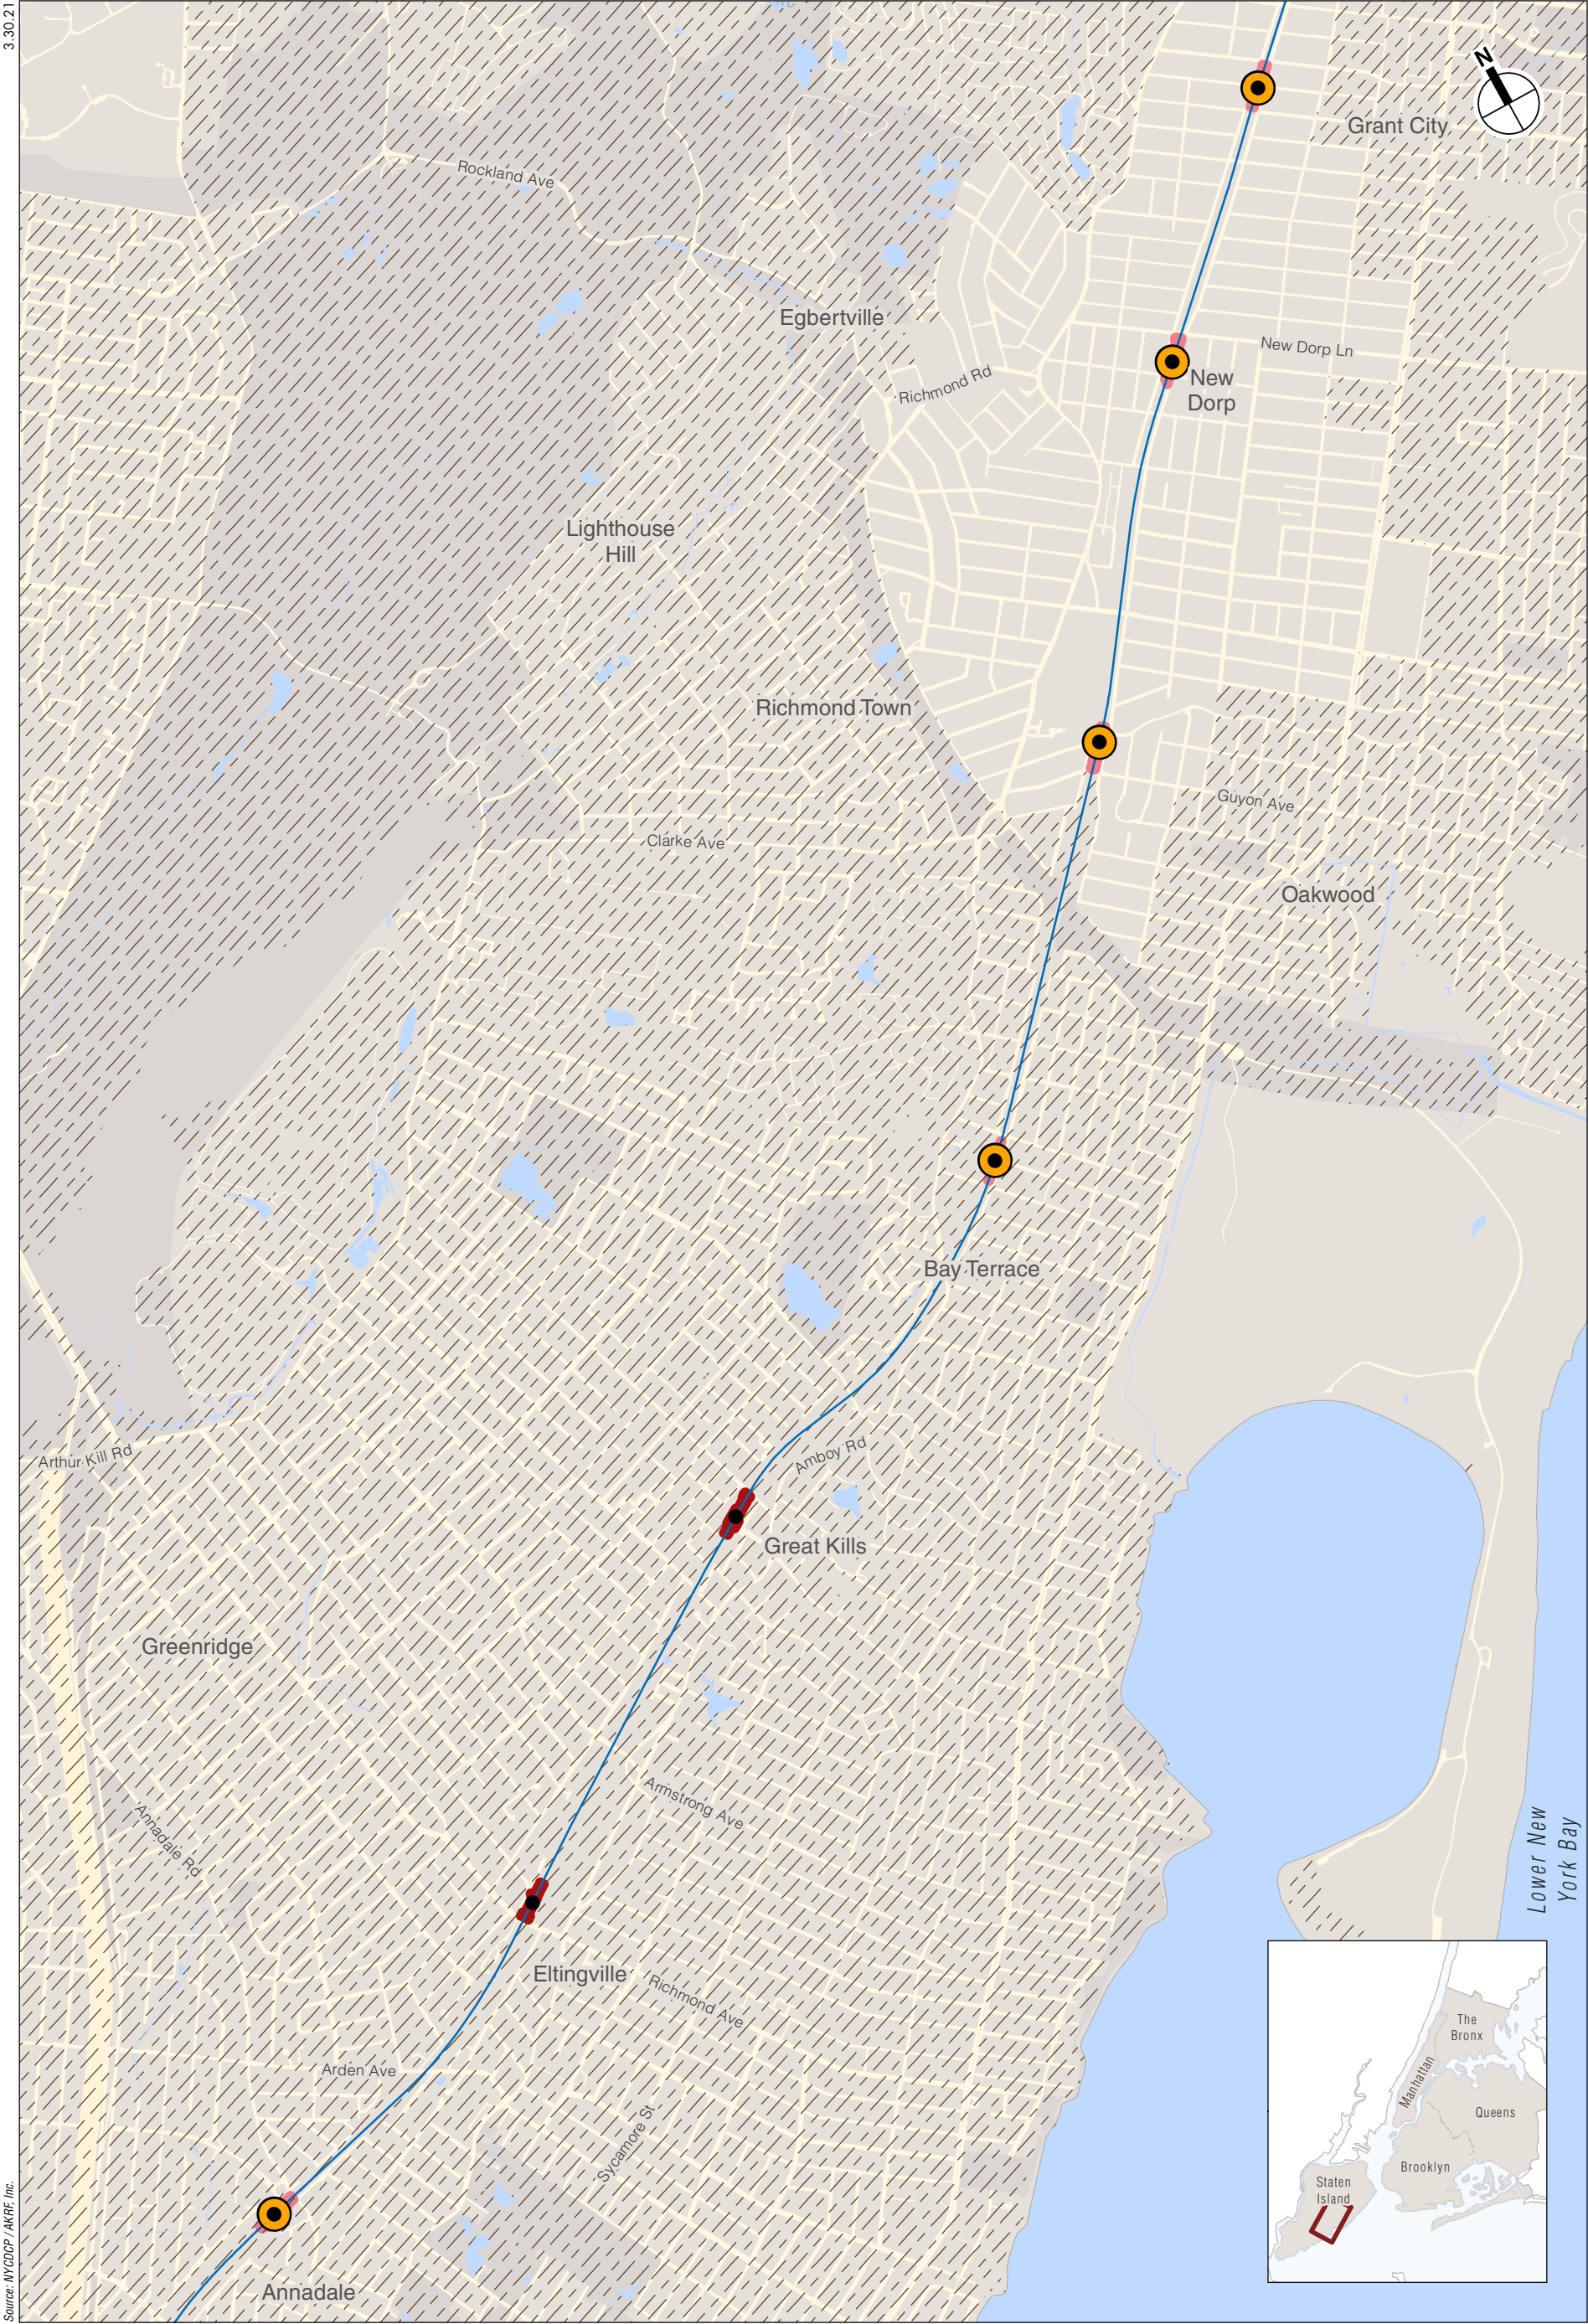 3.30.21
N
Grant City
Rockland Ave
Egbertville
New Dorp Ln
Richmond Rd
New
Dorp
Lighthouse
Hill
Richmond Town
Guyon Ave
Clarke Ave
Oakwood
Bay Terrace
Amboy Rd
Arthur Kill Rd
Great Kills
Greenridge
Armstrong Ave
Annadale Rd
Lower New
York Bay
Eltingville
Richmond Ave
Arden Ave
Sycamore St
Annadale
The
Bronx
Manhattan
Queens
Brooklyn
Staten
Island
Source: NYCDCP / AKRF, Inc.